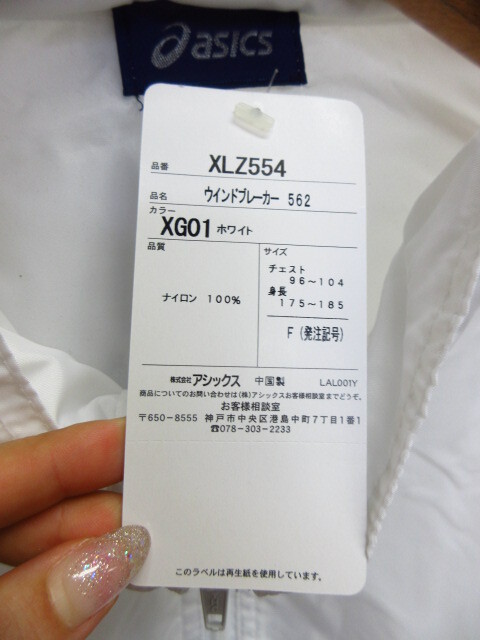 asics
品番 XLZ554
品名 ウインドブレーカー 562
カラー
XG01 ホワイト
品質
ナイロン 100%
サイズ
チェスト
96～104
身長
175～185
F（発注記号）
株式会社 アシックス 中国製 LAL001Y
商品についてのお問い合わせは(株)アシックスお客様相談室までどうぞ。
お客様相談室
〒650-8555 神戸市中央区港島中町7丁目1番1
☎078-303-2233
このラベルは再生紙を使用しています。